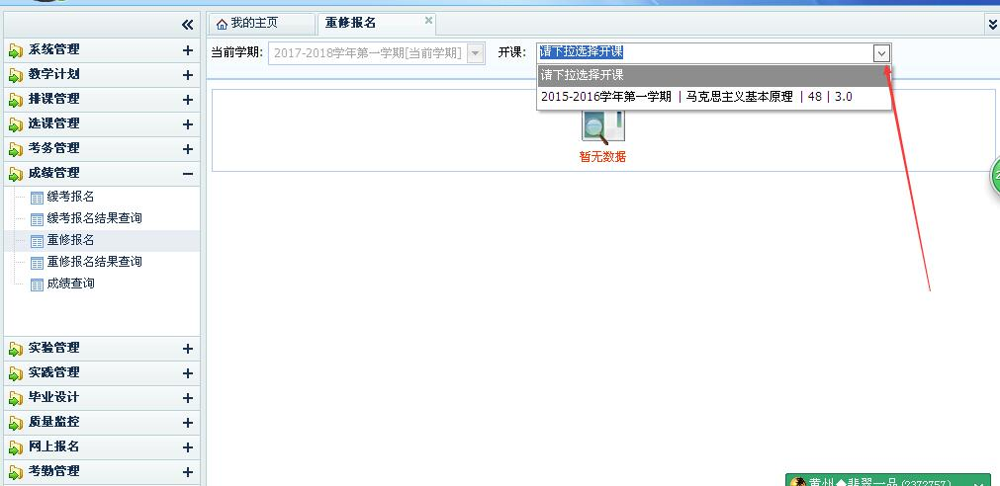 我的主页
重修报名
系统管理
教学计划
排课管理
选课管理
考务管理
成绩管理
缓考报名
缓考报名结果查询
重修报名
重修报名结果查询
成绩查询
实验管理
实践管理
毕业设计
质量监控
网上报名
考勤管理
当前学期: 2017-2018学年第一学期[当前学期] 开课: 请下拉选择开课
请下拉选择开课
2015-2016学年第一学期 | 马克思主义基本原理 | 48 | 3.0
暂无数据
黄州◆翡翠一品 (2372757)